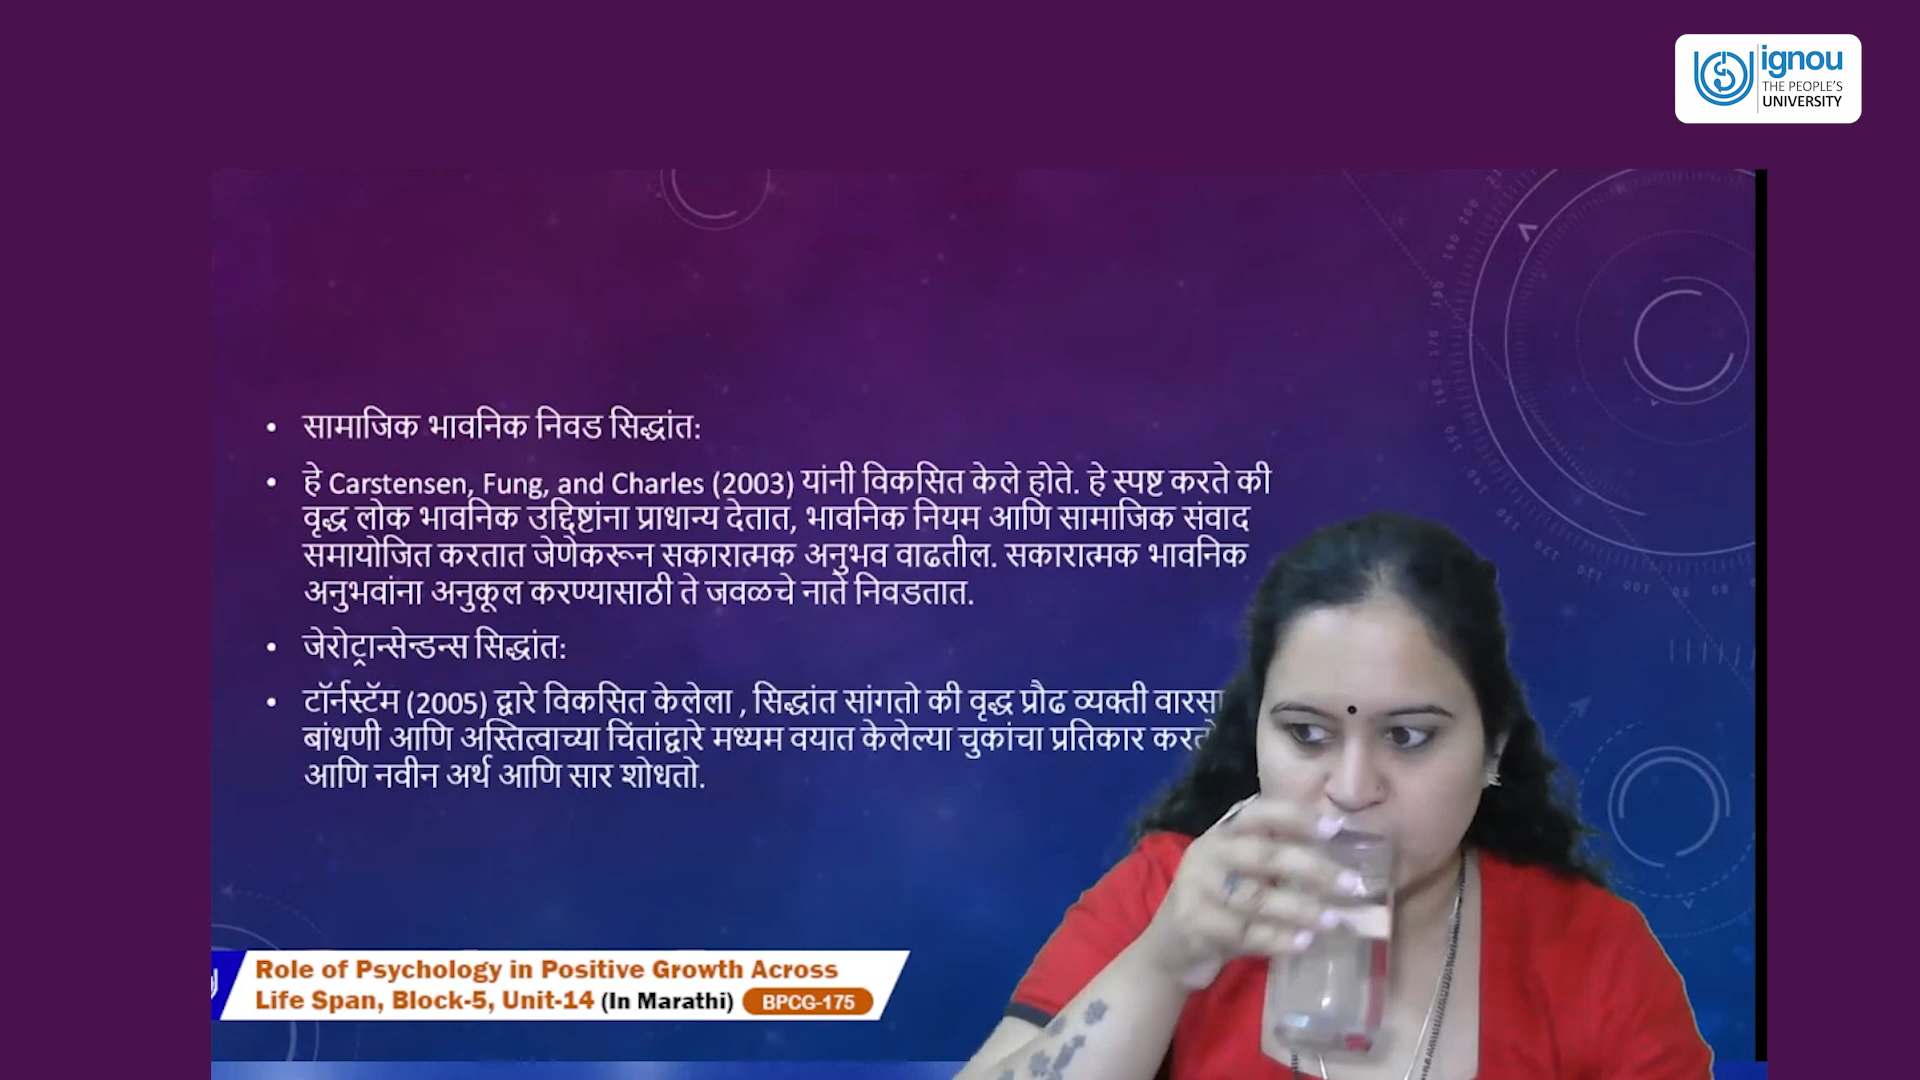 ignou
THE PEOPLE'S
UNIVERSITY
सामाजिक भावनिक निवड सिद्धांत:
हे Carstensen, Fung, and Charles (2003) यांनी विकसित केले होते. हे स्पष्ट करते की
वृद्ध लोक भावनिक उद्दिष्टांना प्राधान्य देतात, भावनिक नियम आणि सामाजिक संवाद
समायोजित करतात जेणेकरून सकारात्मक अनुभव वाढतील. सकारात्मक भावनिक
अनुभवांना अनुकूल करण्यासाठी ते जवळचे नाते निवडतात.
जेरोट्रान्सेन्डन्स सिद्धांत:
टॉर्नस्टॅम (2005) द्वारे विकसित केलेला , सिद्धांत सांगतो की वृद्ध प्रौढ व्यक्ती
बांधणी आणि अस्तित्वाच्या चिंतांद्वारे मध्यम वयात केलेल्या चुकांचा प्रतिकार
आणि नवीन अर्थ आणि सार शोधतो.
Role of Psychology in Positive Growth Across
Life Span, Block-5, Unit-14 (In Marathi) BPCG-175